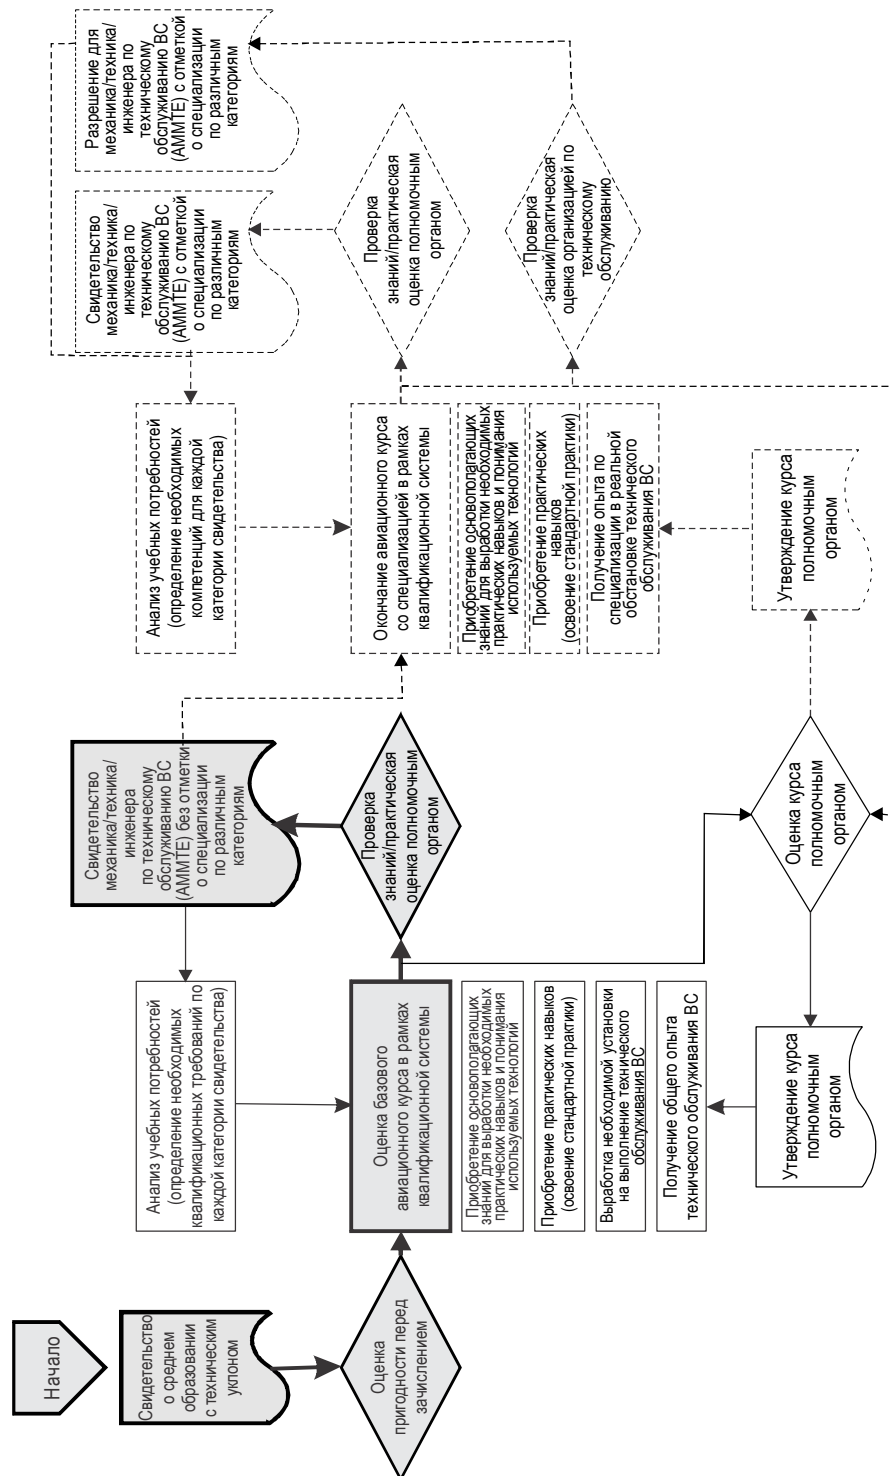 Начало
Свидетельство
о среднем
образовании
с техническим
уклоном
Оценка
пригодности перед
зачислением
Анализ учебных потребностей
(определение необходимых
квалификационных требований по
каждой категории свидетельства)
Оценка базового
авиационного курса в рамках
квалификационной системы
Приобретение основополагающих
знаний для выработки необходимых
практических навыков и понимания
используемых технологий
Приобретение практических навыков
(освоение стандартной практики)
Выработка необходимой установки
на выполнение технического
обслуживания ВС
Получение общего опыта
технического обслуживания ВС
Утверждение курса
полномочным
органом
Свидетельство
механика/техника/
инженера
по техническому
обслуживанию ВС
(AMMTE) без отметки
о специализации
по различным
категориям
Проверка
знаний/практическая
оценка полномочным
органом
Оценка курса
полномочным
органом
Анализ учебных потребностей
(определение необходимых
компетенций для каждой
категории свидетельства)
Окончание авиационного курса
со специализацией в рамках
квалификационной системы
Приобретение основополагающих
знаний для выработки необходимых
практических навыков и понимания
используемых технологий
Приобретение практических
навыков
(освоение стандартной практики)
Получение опыта по
специализации в реальной
обстановке технического
обслуживания ВС
Утверждение курса
полномочным
органом
Разрешение для
механика/техника/
инженера по
техническому
обслуживанию ВС
(AMMTE) с отметкой
о специализации
по различным
категориям
Свидетельство
механика/техника/
инженера по
техническому
обслуживанию ВС
(AMMTE) с отметкой
о специализации
по различным
категориям
Проверка
знаний/практическая
оценка полномочным
органом
Проверка
знаний/практическая
оценка организацией по
техническому
обслуживанию